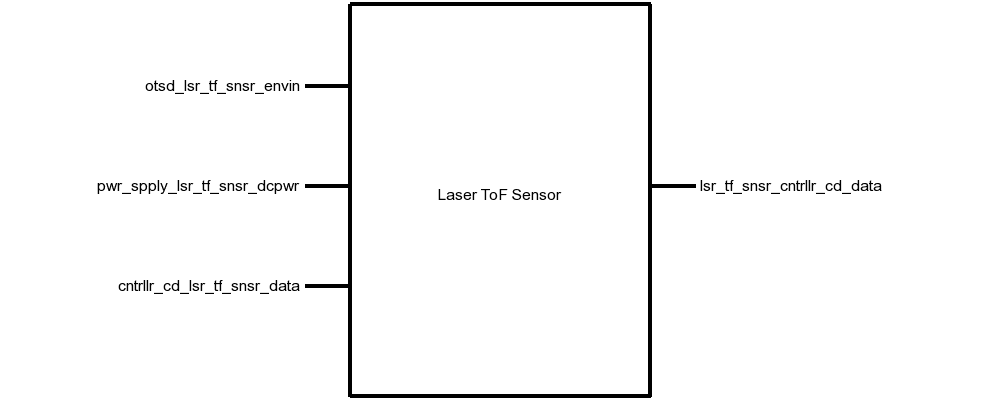 otsd_lsr_tf_snsr_envin
pwr_spply_lsr_tf_snsr_dcpwr
Laser ToF Sensor
lsr_tf_snsr_cntrllr_cd_data
cntrllr_cd_lsr_tf_snsr_data